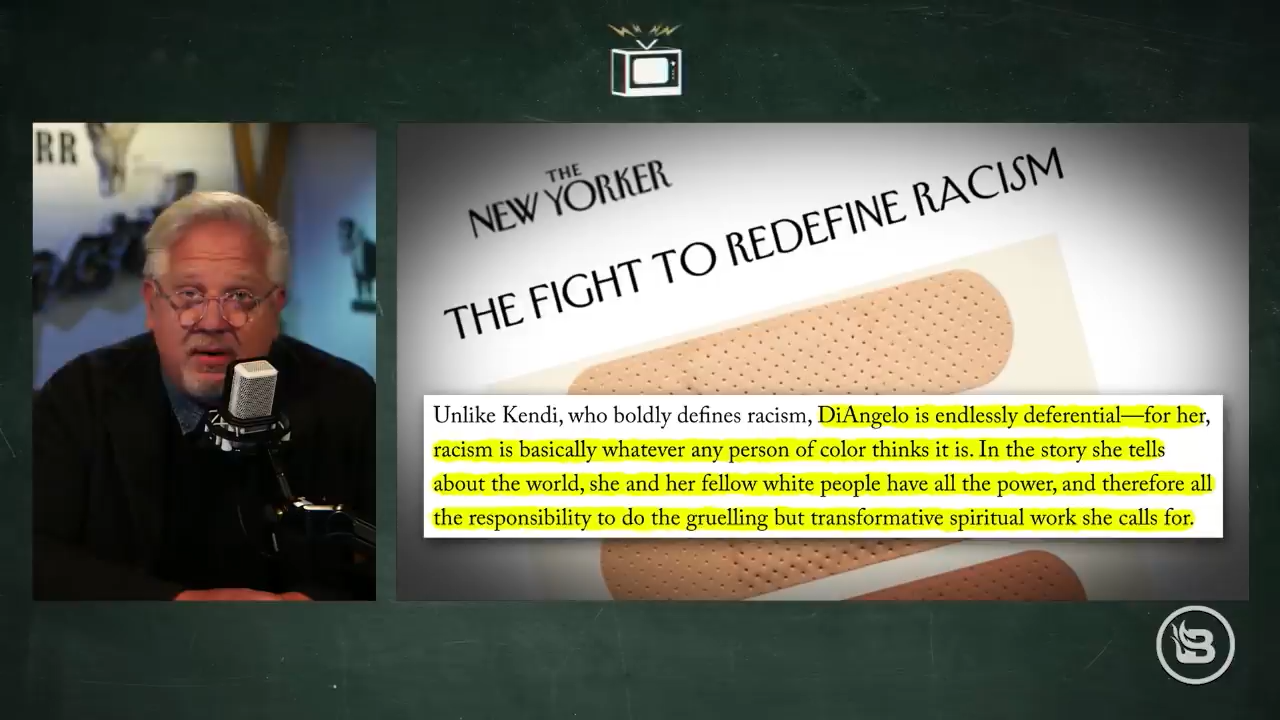 RR
THE
NEW YORKER
THE FIGHT TO REDEFINE RACISM
Unlike Kendi, who boldly defines racism, DiAngelo is endlessly deferential—for her,
racism is basically whatever any person of color thinks it is. In the story she tells
about the world, she and her fellow white people have all the power, and therefore all
the responsibility to do the gruelling but transformative spiritual work she calls for.
B